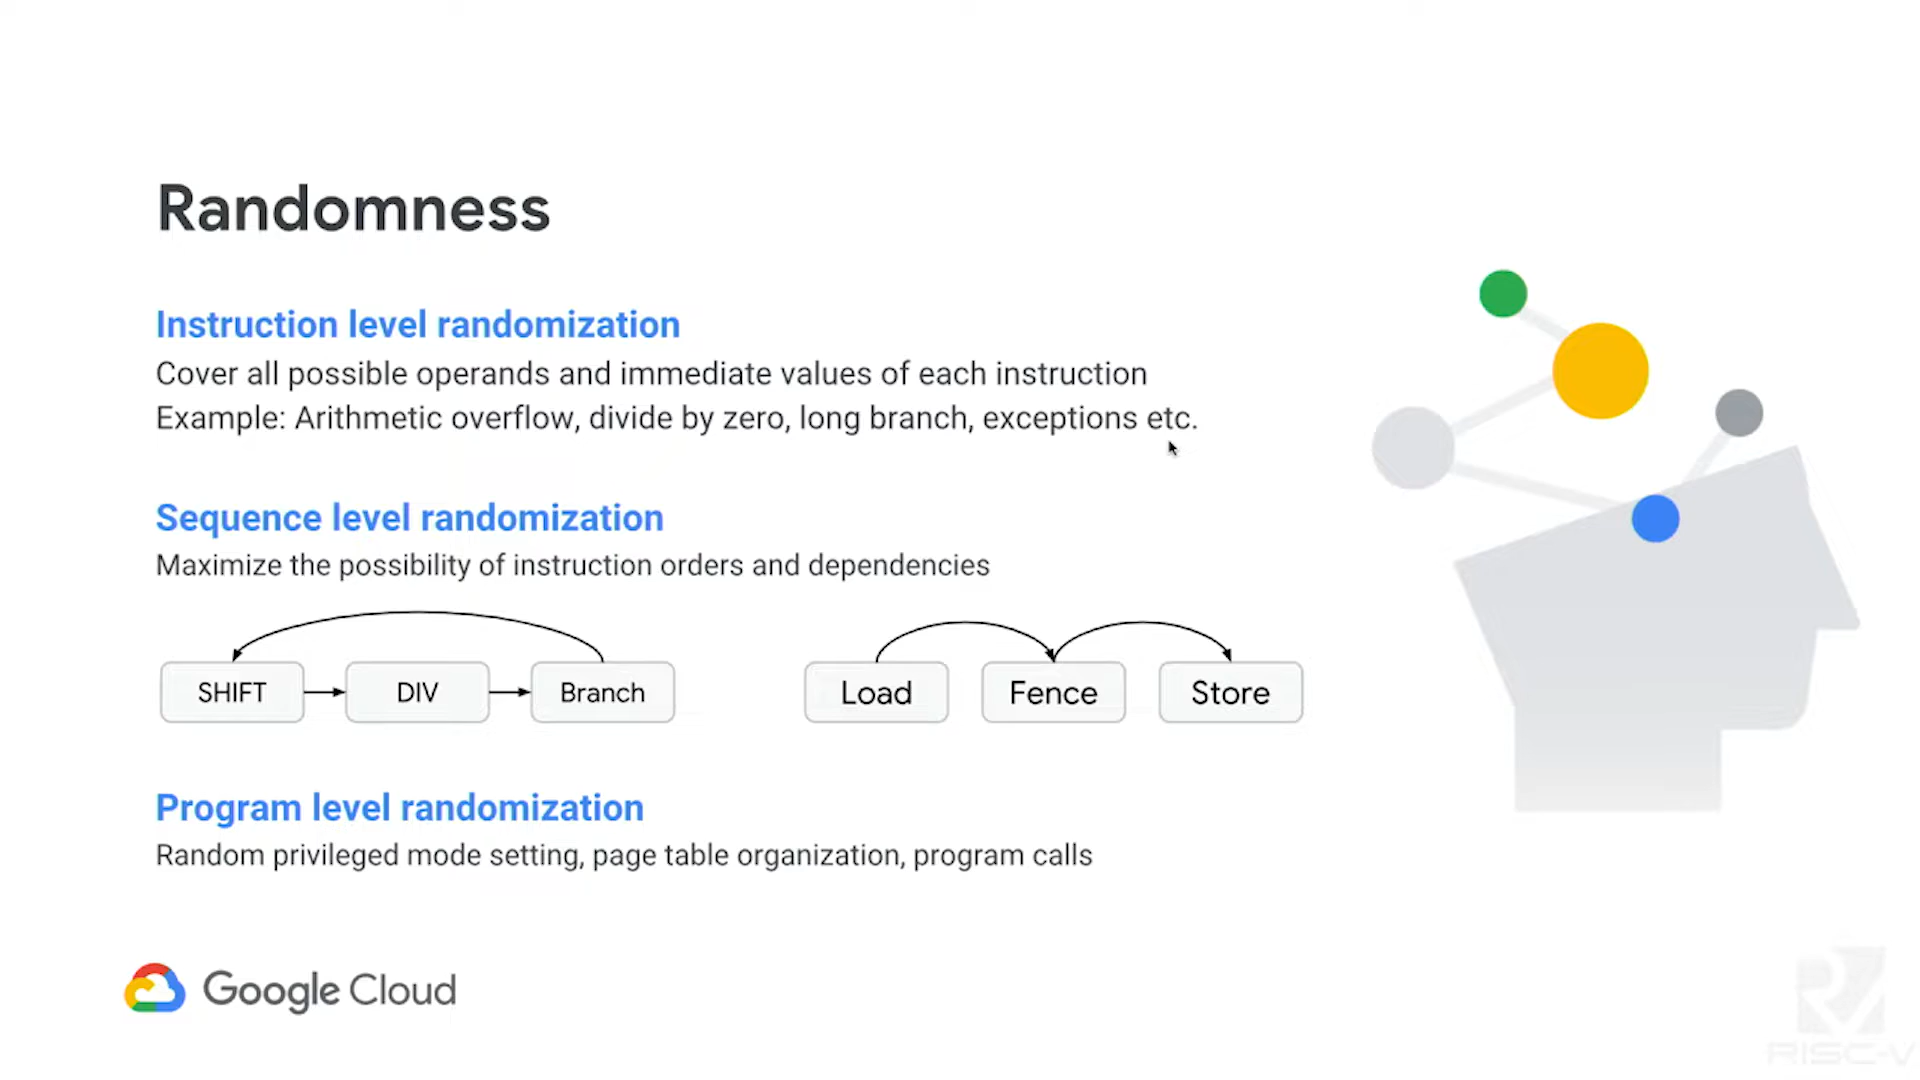 Randomness
Instruction level randomization
Cover all possible operands and immediate values of each instruction
Example: Arithmetic overflow, divide by zero, long branch, exceptions etc.
Sequence level randomization
Maximize the possibility of instruction orders and dependencies
SHIFT
DIV
Branch
Load
Fence
Store
Program level randomization
Random privileged mode setting, page table organization, program calls
Google Cloud
RISC-V